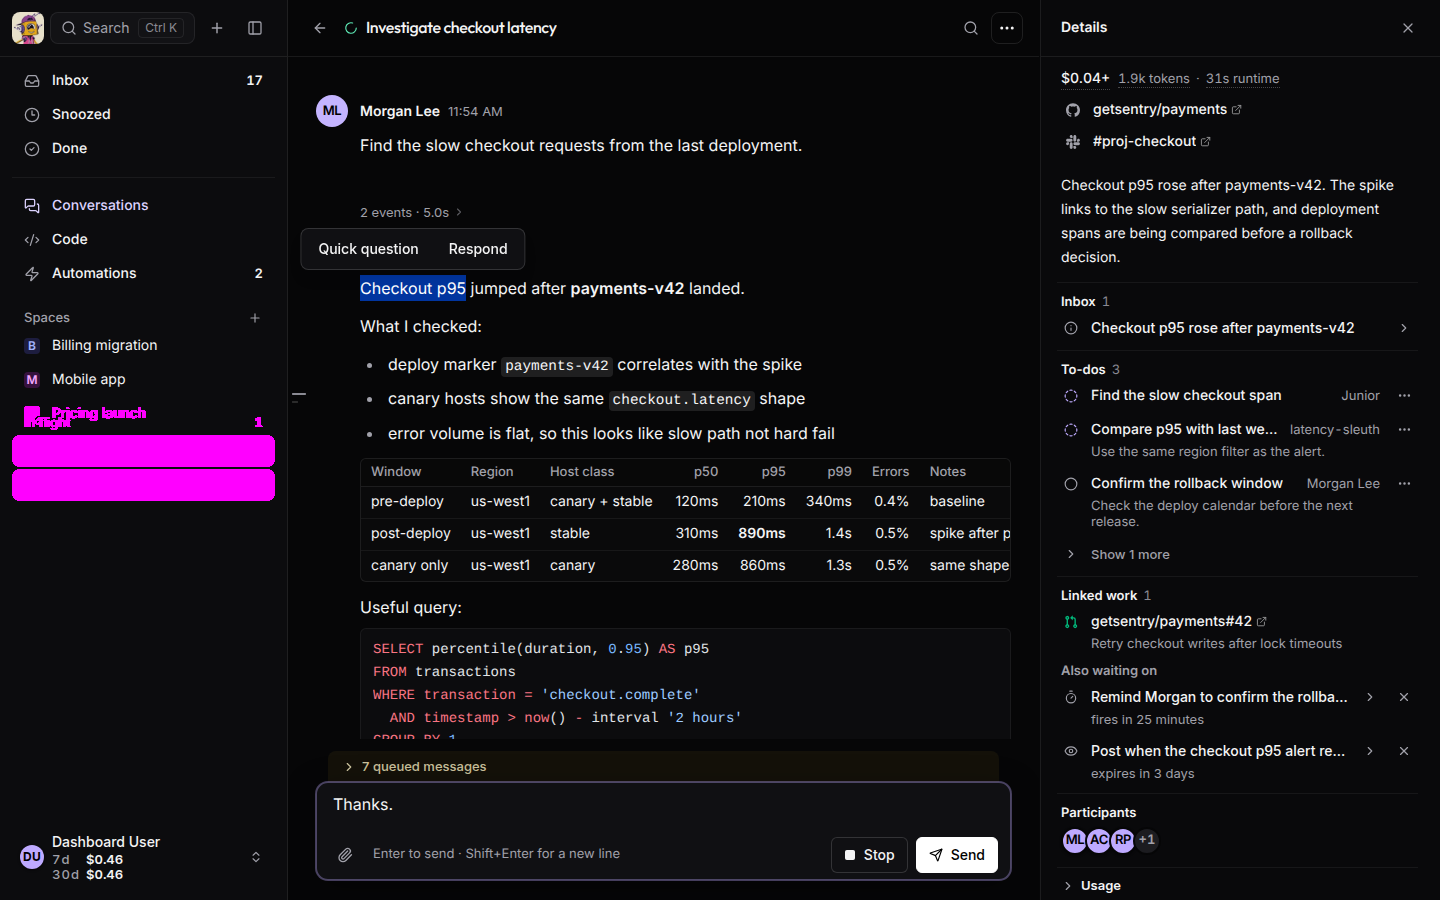 Search Ctrl K
Inbox 17
Snoozed
Done
Conversations
Code
Automations 2
Spaces
B Billing migration
M Mobile app
Pricing launch
1
DU Dashboard User
7d $0.46
30d $0.46
Investigate checkout latency
ML Morgan Lee 11:54 AM
Find the slow checkout requests from the last deployment.
2 events · 5.0s
Quick question Respond
Checkout p95 jumped after payments-v42 landed.
What I checked:
• deploy marker payments-v42 correlates with the spike
• canary hosts show the same checkout.latency shape
• error volume is flat, so this looks like slow path not hard fail
Window Region Host class p50 p95 p99 Errors Notes
pre-deploy us-west1 canary + stable 120ms 210ms 340ms 0.4% baseline
post-deploy us-west1 stable 310ms 890ms 1.4s 0.5% spike after p
canary only us-west1 canary 280ms 860ms 1.3s 0.5% same shape
Useful query:
SELECT percentile(duration, 0.95) AS p95
FROM transactions
WHERE transaction = 'checkout.complete'
AND timestamp > now() - interval '2 hours'
GROUP BY 1
7 queued messages
Thanks.
Enter to send · Shift+Enter for a new line
Stop Send
Details
$0.04+ 1.9k tokens · 31s runtime
getsentry/payments
#proj-checkout
Checkout p95 rose after payments-v42. The spike
links to the slow serializer path, and deployment
spans are being compared before a rollback
decision.
Inbox 1
Checkout p95 rose after payments-v42
To-dos 3
Find the slow checkout span Junior
Compare p95 with last we... latency-sleuth
Use the same region filter as the alert.
Confirm the rollback window Morgan Lee
Check the deploy calendar before the next
release.
Show 1 more
Linked work 1
getsentry/payments#42
Retry checkout writes after lock timeouts
Also waiting on
Remind Morgan to confirm the rollba...
fires in 25 minutes
Post when the checkout p95 alert re...
expires in 3 days
Participants
ML AC RP +1
Usage